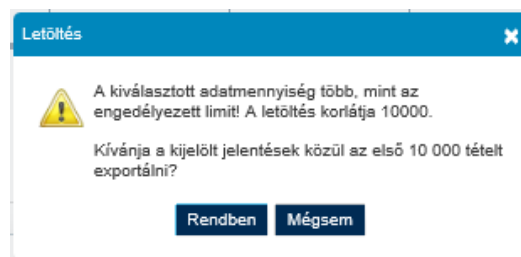 Letöltés
A kiválasztott adatmennyiség több, mint az
engedélyezett limit! A letöltés korlátja 10000.
Kívánja a kijelölt jelentések közül az első 10 000 tételt
exportálni?
Rendben Mégsem